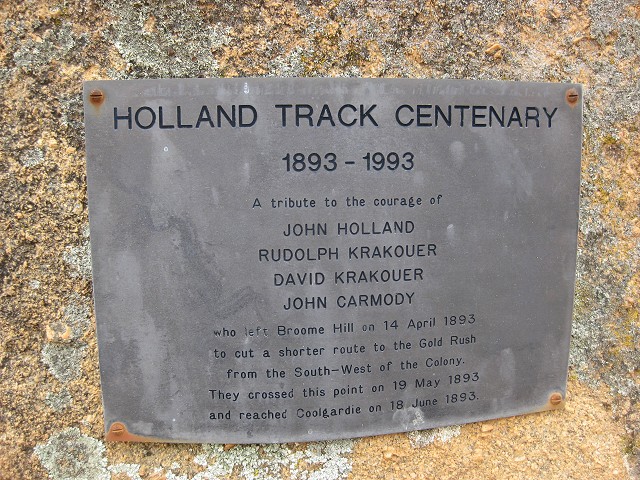 HOLLAND TRACK CENTENARY
1893 - 1993
A tribute to the courage of
JOHN HOLLAND
RUDOLPH KRAKOUER
DAVID KRAKOUER
JOHN CARMODY
who left Broome Hill on 14 April 1893
to cut a shorter route to the Gold Rush
from the South-West of the Colony.
They crossed this point on 19 May 1893
and reached Coolgardie on 18 June 1893.